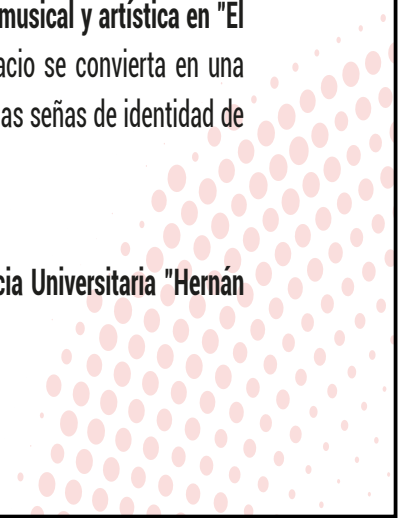 musical y artística en "El
acio se convierta en una
as señas de identidad de
cia Universitaria "Hernán